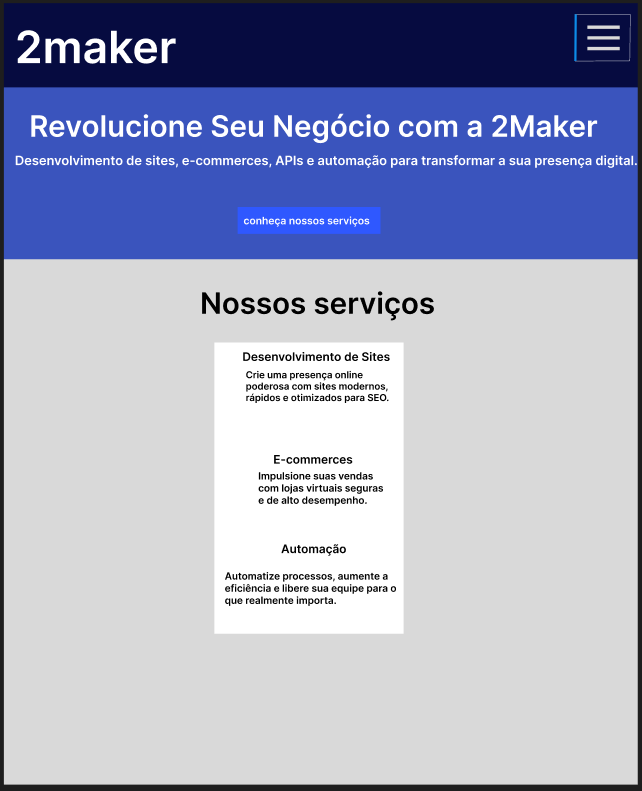 2maker
Revolucione Seu Negócio com a 2Maker
Desenvolvimento de sites, e-commerces, APIs e automação para transformar a sua presença digital.
conheça nossos serviços
Nossos serviços
Desenvolvimento de Sites
Crie uma presença online
poderosa com sites modernos,
rápidos e otimizados para SEO.
E-commerces
Impulsione suas vendas
com lojas virtuais seguras
e de alto desempenho.
Automação
Automatize processos, aumente a
eficiência e libere sua equipe para o
que realmente importa.